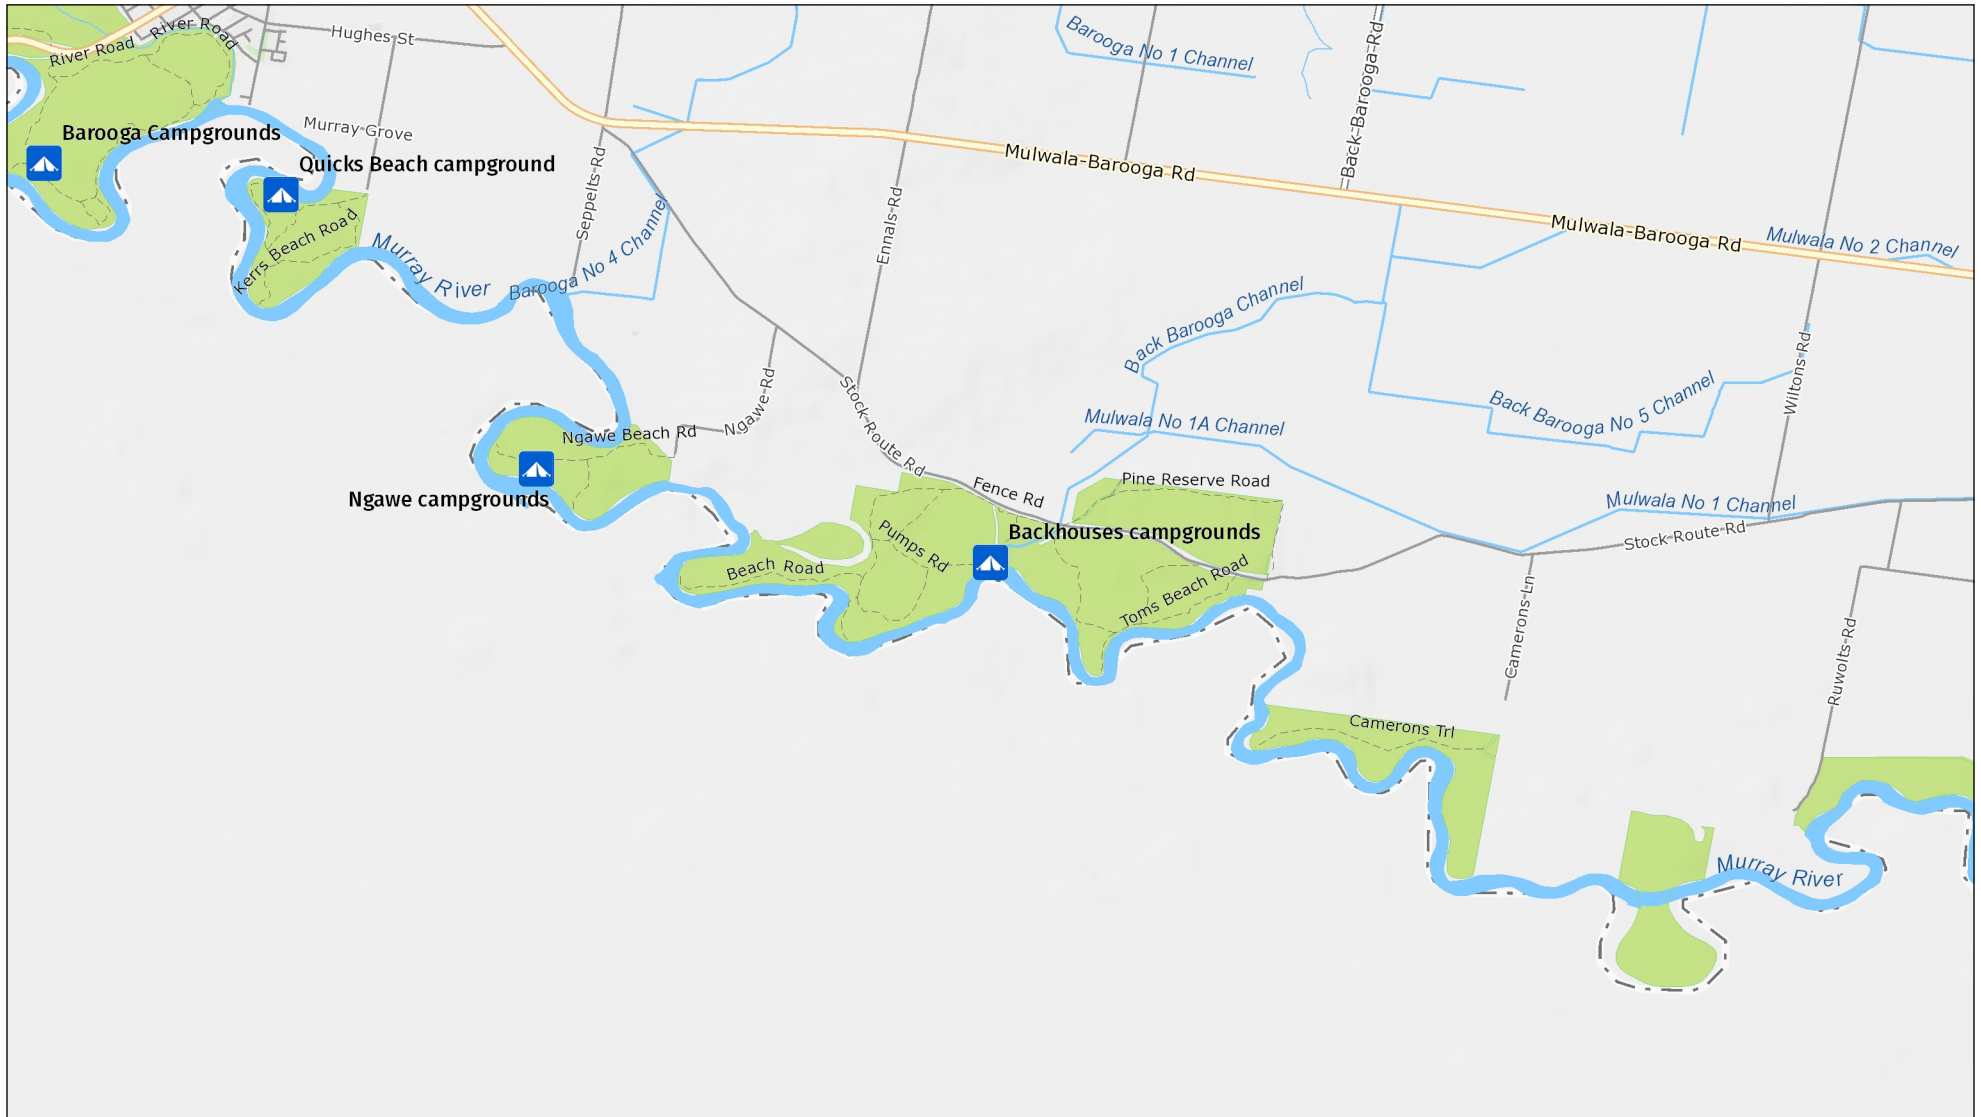 River Road
River Road
Hughes St
Barooga No 1 Channel
Back-Barooga-Rd
Barooga Campgrounds
Murray Grove
Quicks Beach campground
Mulwala-Barooga Rd
Seppelts-Rd
Ennals-Rd
Kerrs Beach Road
Murray River
Barooga No 4 Channel
Mulwala-Barooga Rd
Mulwala No 2 Channel
Back Barooga Channel
Wiltons-Rd
Back Barooga No 5 Channel
Ngawe-Rd
Stock-Route-Rd
Mulwala No 1A Channel
Ngawe Beach Rd
Ngawe campgrounds
Fence Rd
Pine Reserve Road
Mulwala No 1 Channel
Stock-Route-Rd
Backhouses campgrounds
Pumps Rd
Beach Road
Toms Beach Road
Camerons-Ln
Ruwolts-Rd
Camerons Trl
Murray River